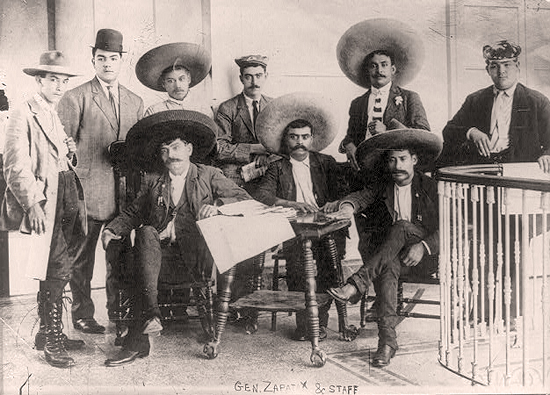 GEN. ZAPATA & STAFF